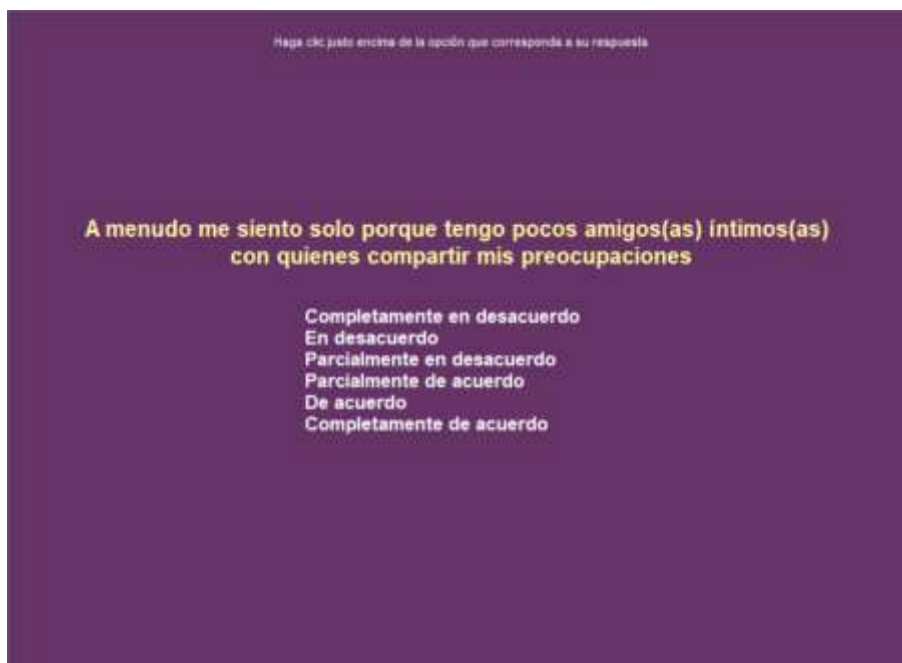 Haga clic justo encima de la opción que corresponda a su respuesta
A menudo me siento solo porque tengo pocos amigos(as) íntimos(as)
con quienes compartir mis preocupaciones
Completamente en desacuerdo
En desacuerdo
Parcialmente en desacuerdo
Parcialmente de acuerdo
De acuerdo
Completamente de acuerdo